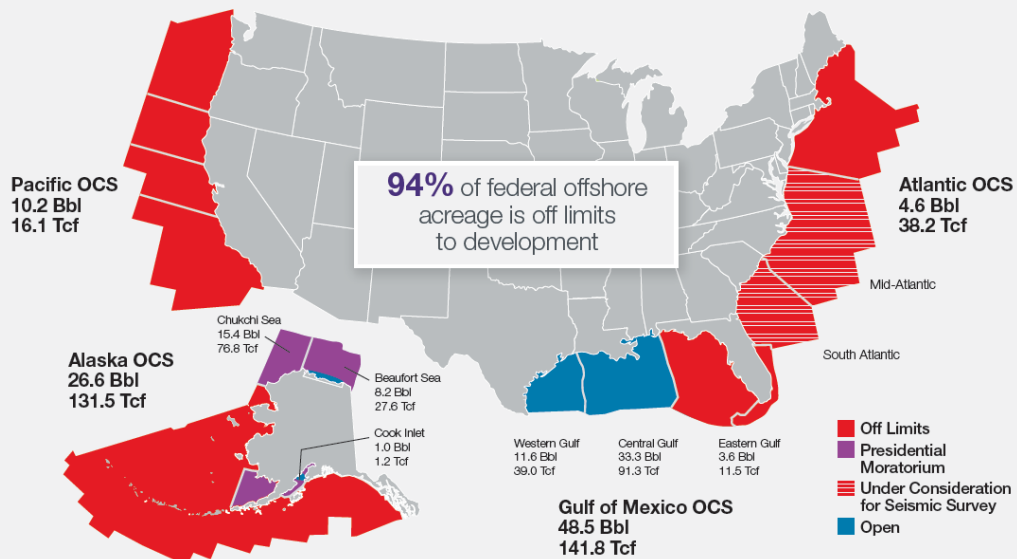 94% of federal offshore
acreage is off limits
to development
Pacific OCS
10.2 Bbl
16.1 Tcf
Atlantic OCS
4.6 Bbl
38.2 Tcf
Mid-Atlantic
South Atlantic
Chukchi Sea
15.4 Bbl
76.8 Tcf
Alaska OCS
26.6 Bbl
131.5 Tcf
Beaufort Sea
8.2 Bbl
27.6 Tcf
Cook Inlet
1.0 Bbl
1.2 Tcf
Western Gulf
11.6 Bbl
39.0 Tcf
Central Gulf
33.3 Bbl
91.3 Tcf
Eastern Gulf
3.6 Bbl
11.5 Tcf
Gulf of Mexico OCS
48.5 Bbl
141.8 Tcf
Off Limits
Presidential
Moratorium
Under Consideration
for Seismic Survey
Open